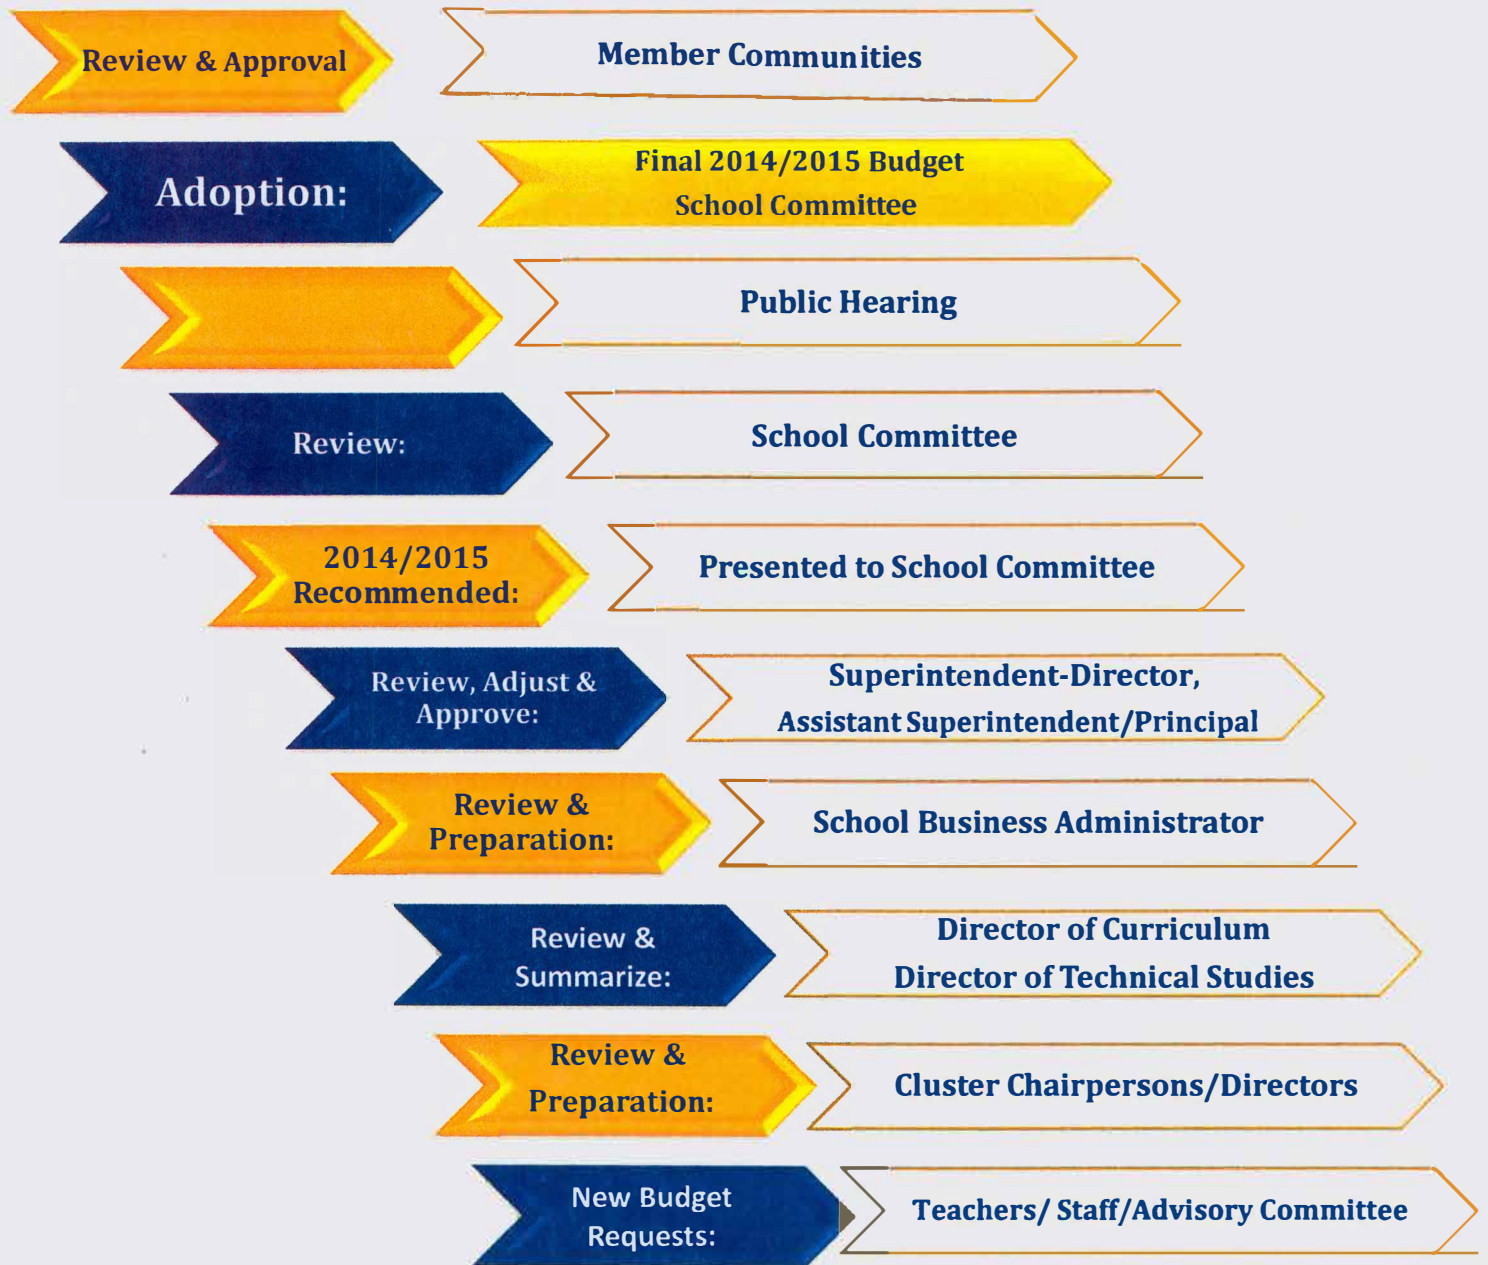 Review & Approval
Member Communities
Adoption:
Final 2014/2015 Budget
School Committee
Public Hearing
Review:
School Committee
2014/2015
Recommended:
Presented to School Committee
Review, Adjust &
Approve:
Superintendent-Director,
Assistant Superintendent/Principal
Review &
Preparation:
School Business Administrator
Review &
Summarize:
Director of Curriculum
Director of Technical Studies
Review &
Preparation:
Cluster Chairpersons/Directors
New Budget
Requests:
Teachers/ Staff/Advisory Committee